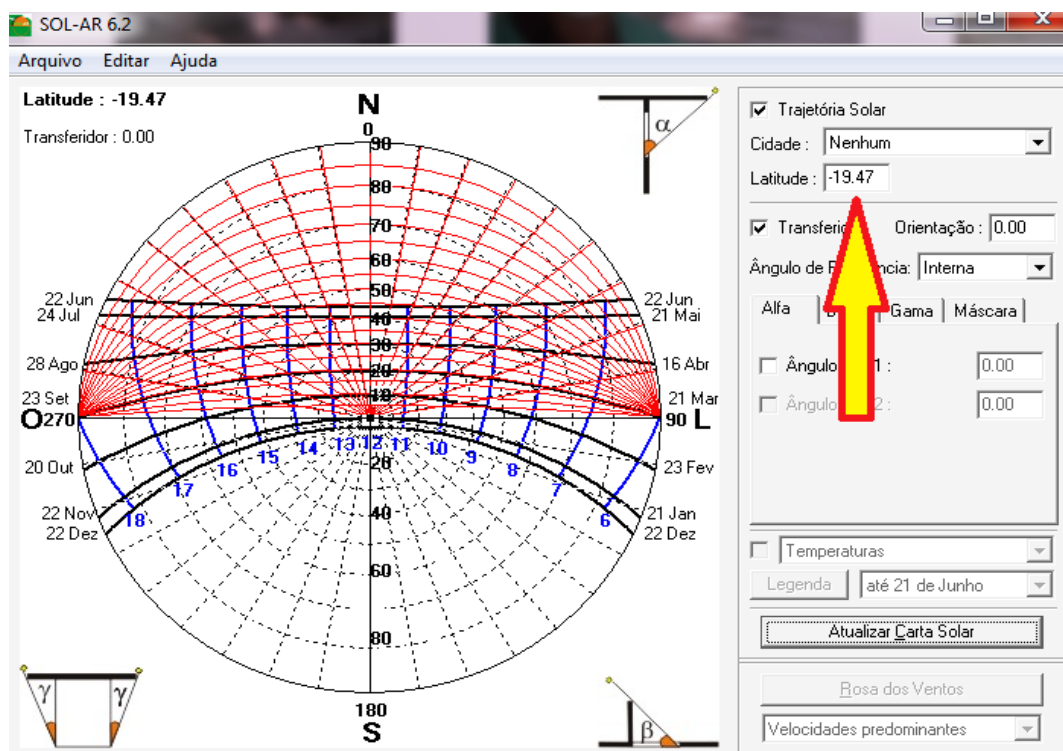 SOL-AR 6.2
Arquivo Editar Ajuda
Latitude : -19.47
Transferidor : 0.00
N
0
90
80
70
60
50
40
30
20
10
α
22 Jun
24 Jul
28 Ago
23 Set
O 270
20 Out
22 Nov
22 Dez
22 Jun
21 Mai
16 Abr
21 Mar
90 L
23 Fev
21 Jan
22 Dez
18 17 16 15 14 13 12 11 10 9 8 7 6
20
40
60
80
180
S
γ γ
β
Trajetória Solar
Cidade : Nenhum
Latitude : -19.47
Orientação : 0.00
Ângulo de Interna
Alfa Gama Máscara
Ângulo 1 : 0.00
Ângulo 2 : 0.00
Temperaturas
Legenda até 21 de Junho
Atualizar Carta Solar
Rosa dos Ventos
Velocidades predominantes